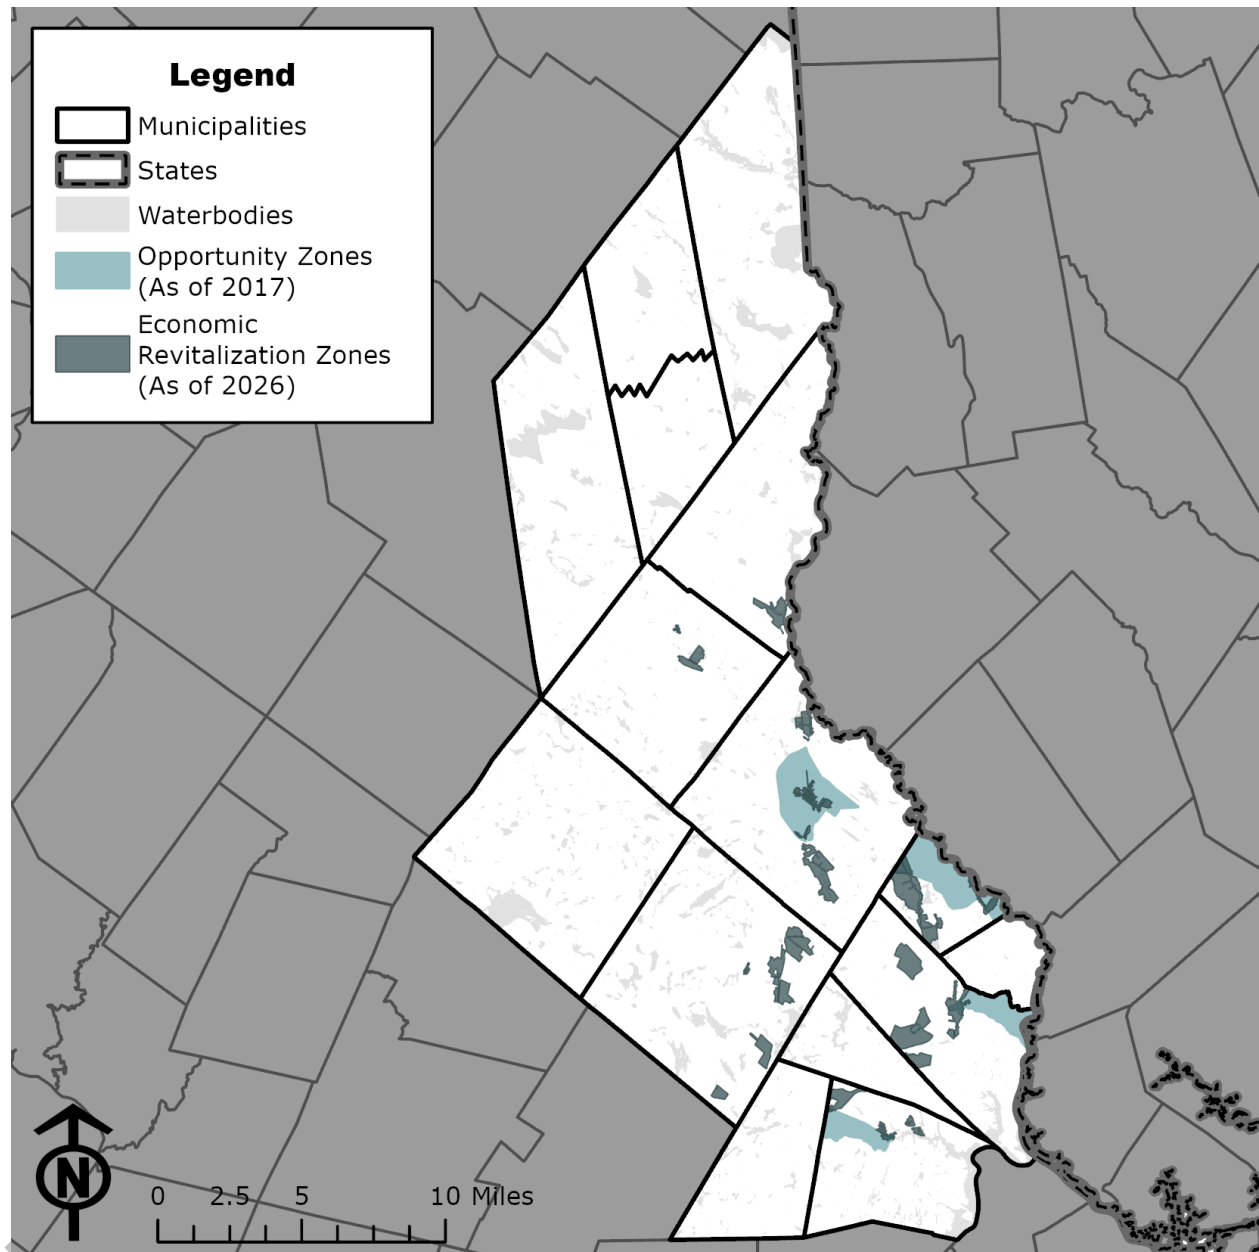 Legend
Municipalities
States
Waterbodies
Opportunity Zones
(As of 2017)
Economic
Revitalization Zones
(As of 2026)
N
0 2.5 5 10 Miles